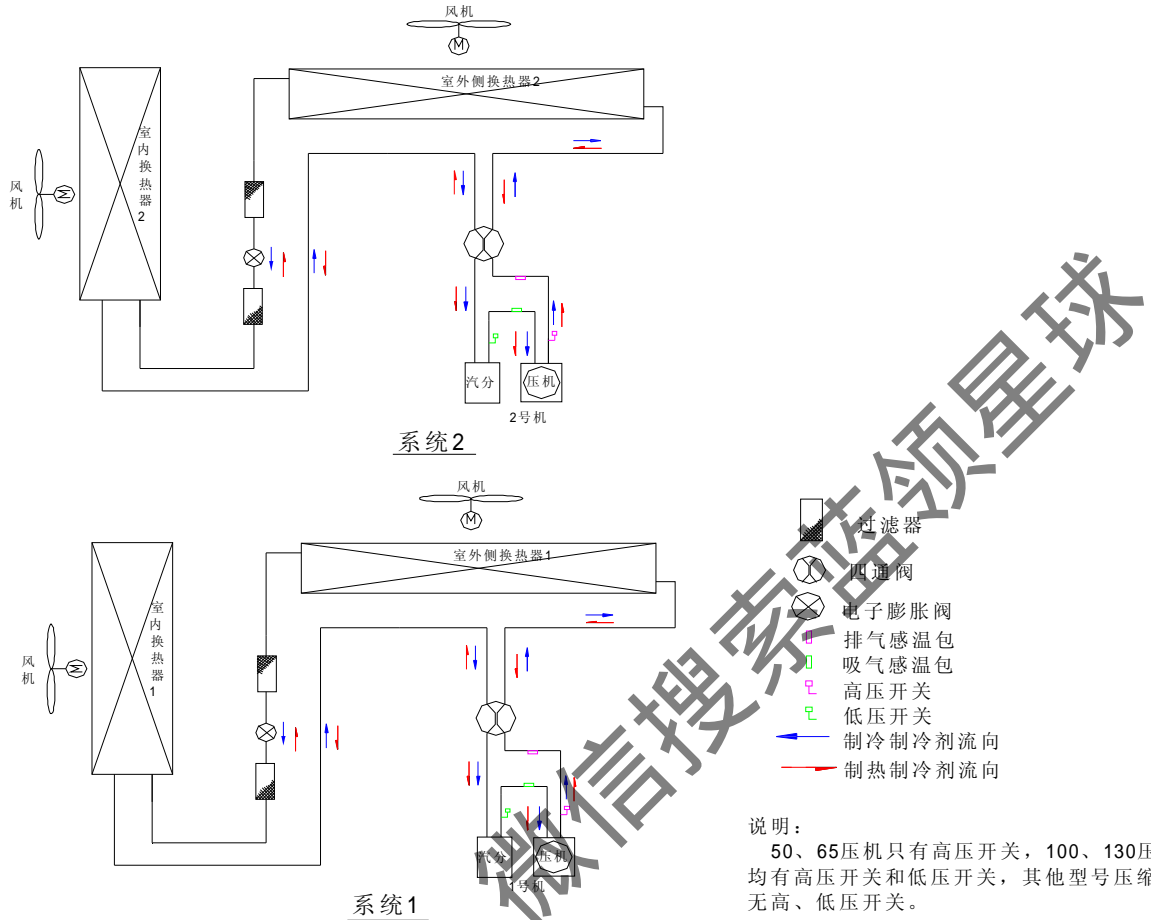 风机
M
室外侧换热器2
室内换热器2
风机
M
汽分
压机
2号机
系统2
风机
M
室外侧换热器1
室内换热器1
风机
M
汽分
压机
1号机
系统1
过滤器
四通阀
电子膨胀阀
排气感温包
吸气感温包
高压开关
低压开关
制冷制冷剂流向
制热制冷剂流向
说明：
50、65压机只有高压开关，100、130压
均有高压开关和低压开关，其他型号压缩
无高、低压开关。
微信搜索蓝领星球